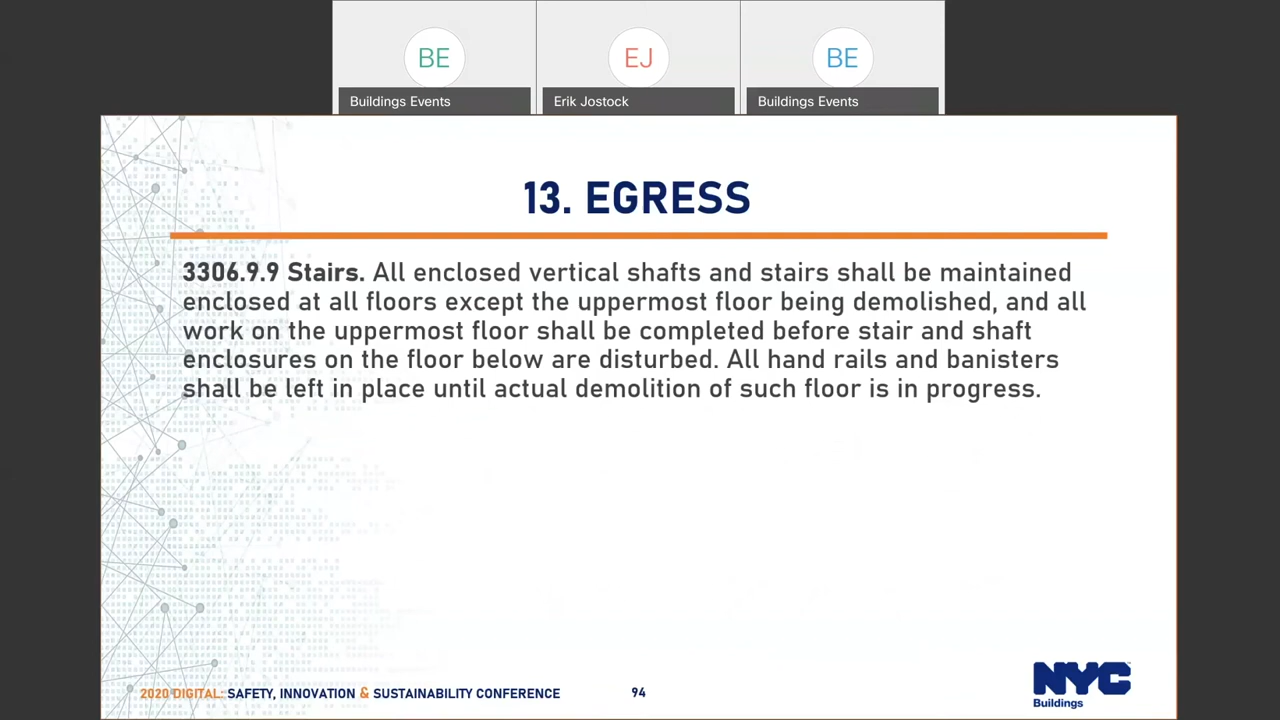 BE
EJ
BE
Buildings Events
Erik Jostock
Buildings Events
13. EGRESS
3306.9.9 Stairs. All enclosed vertical shafts and stairs shall be maintained
enclosed at all floors except the uppermost floor being demolished, and all
work on the uppermost floor shall be completed before stair and shaft
enclosures on the floor below are disturbed. All hand rails and banisters
shall be left in place until actual demolition of such floor is in progress.
2020 DIGITAL: SAFETY, INNOVATION & SUSTAINABILITY CONFERENCE
94
NYC
Buildings